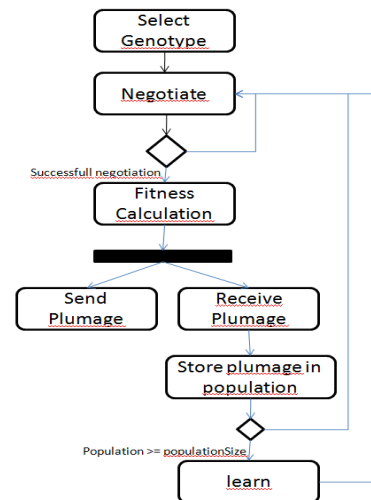 Select
Genotype
Negotiate
Successfull negotiation
Fitness
Calculation
Send
Plumage
Receive
Plumage
Store plumage in
population
Population >= populationSize
learn